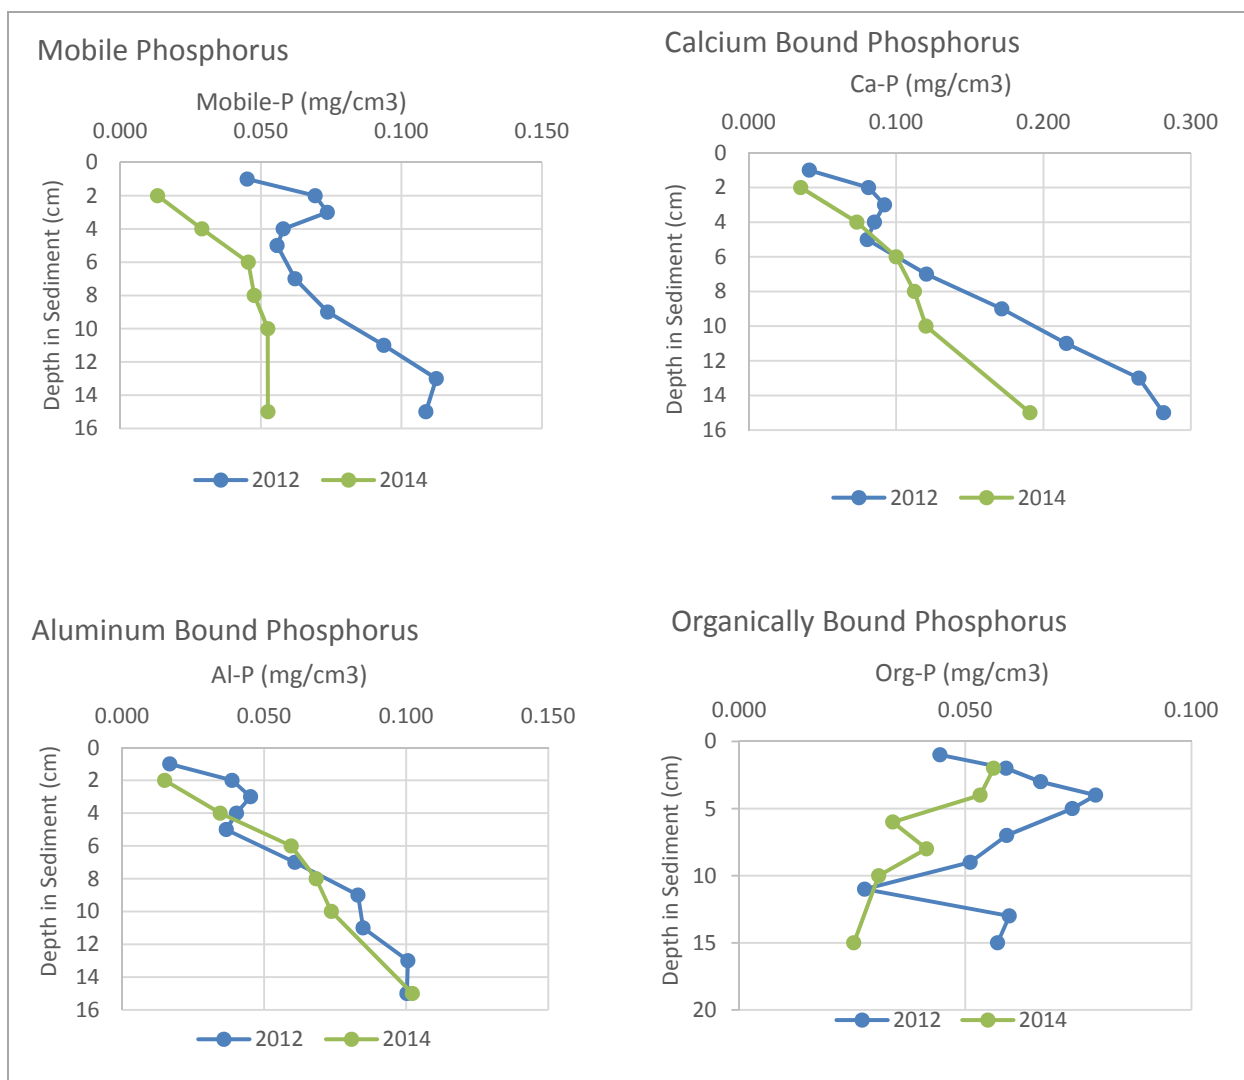 Mobile Phosphorus
Mobile-P (mg/cm3)
0.000 0.050 0.100 0.150
0
2
4
6
8
10
12
14
16
Depth in Sediment (cm)
2012 2014
Calcium Bound Phosphorus
Ca-P (mg/cm3)
0.000 0.100 0.200 0.300
0
2
4
6
8
10
12
14
16
Depth in Sediment (cm)
2012 2014
Aluminum Bound Phosphorus
Al-P (mg/cm3)
0.000 0.050 0.100 0.150
0
2
4
6
8
10
12
14
16
Depth in Sediment (cm)
2012 2014
Organically Bound Phosphorus
Org-P (mg/cm3)
0.000 0.050 0.100
0
5
10
15
20
Depth in Sediment (cm)
2012 2014